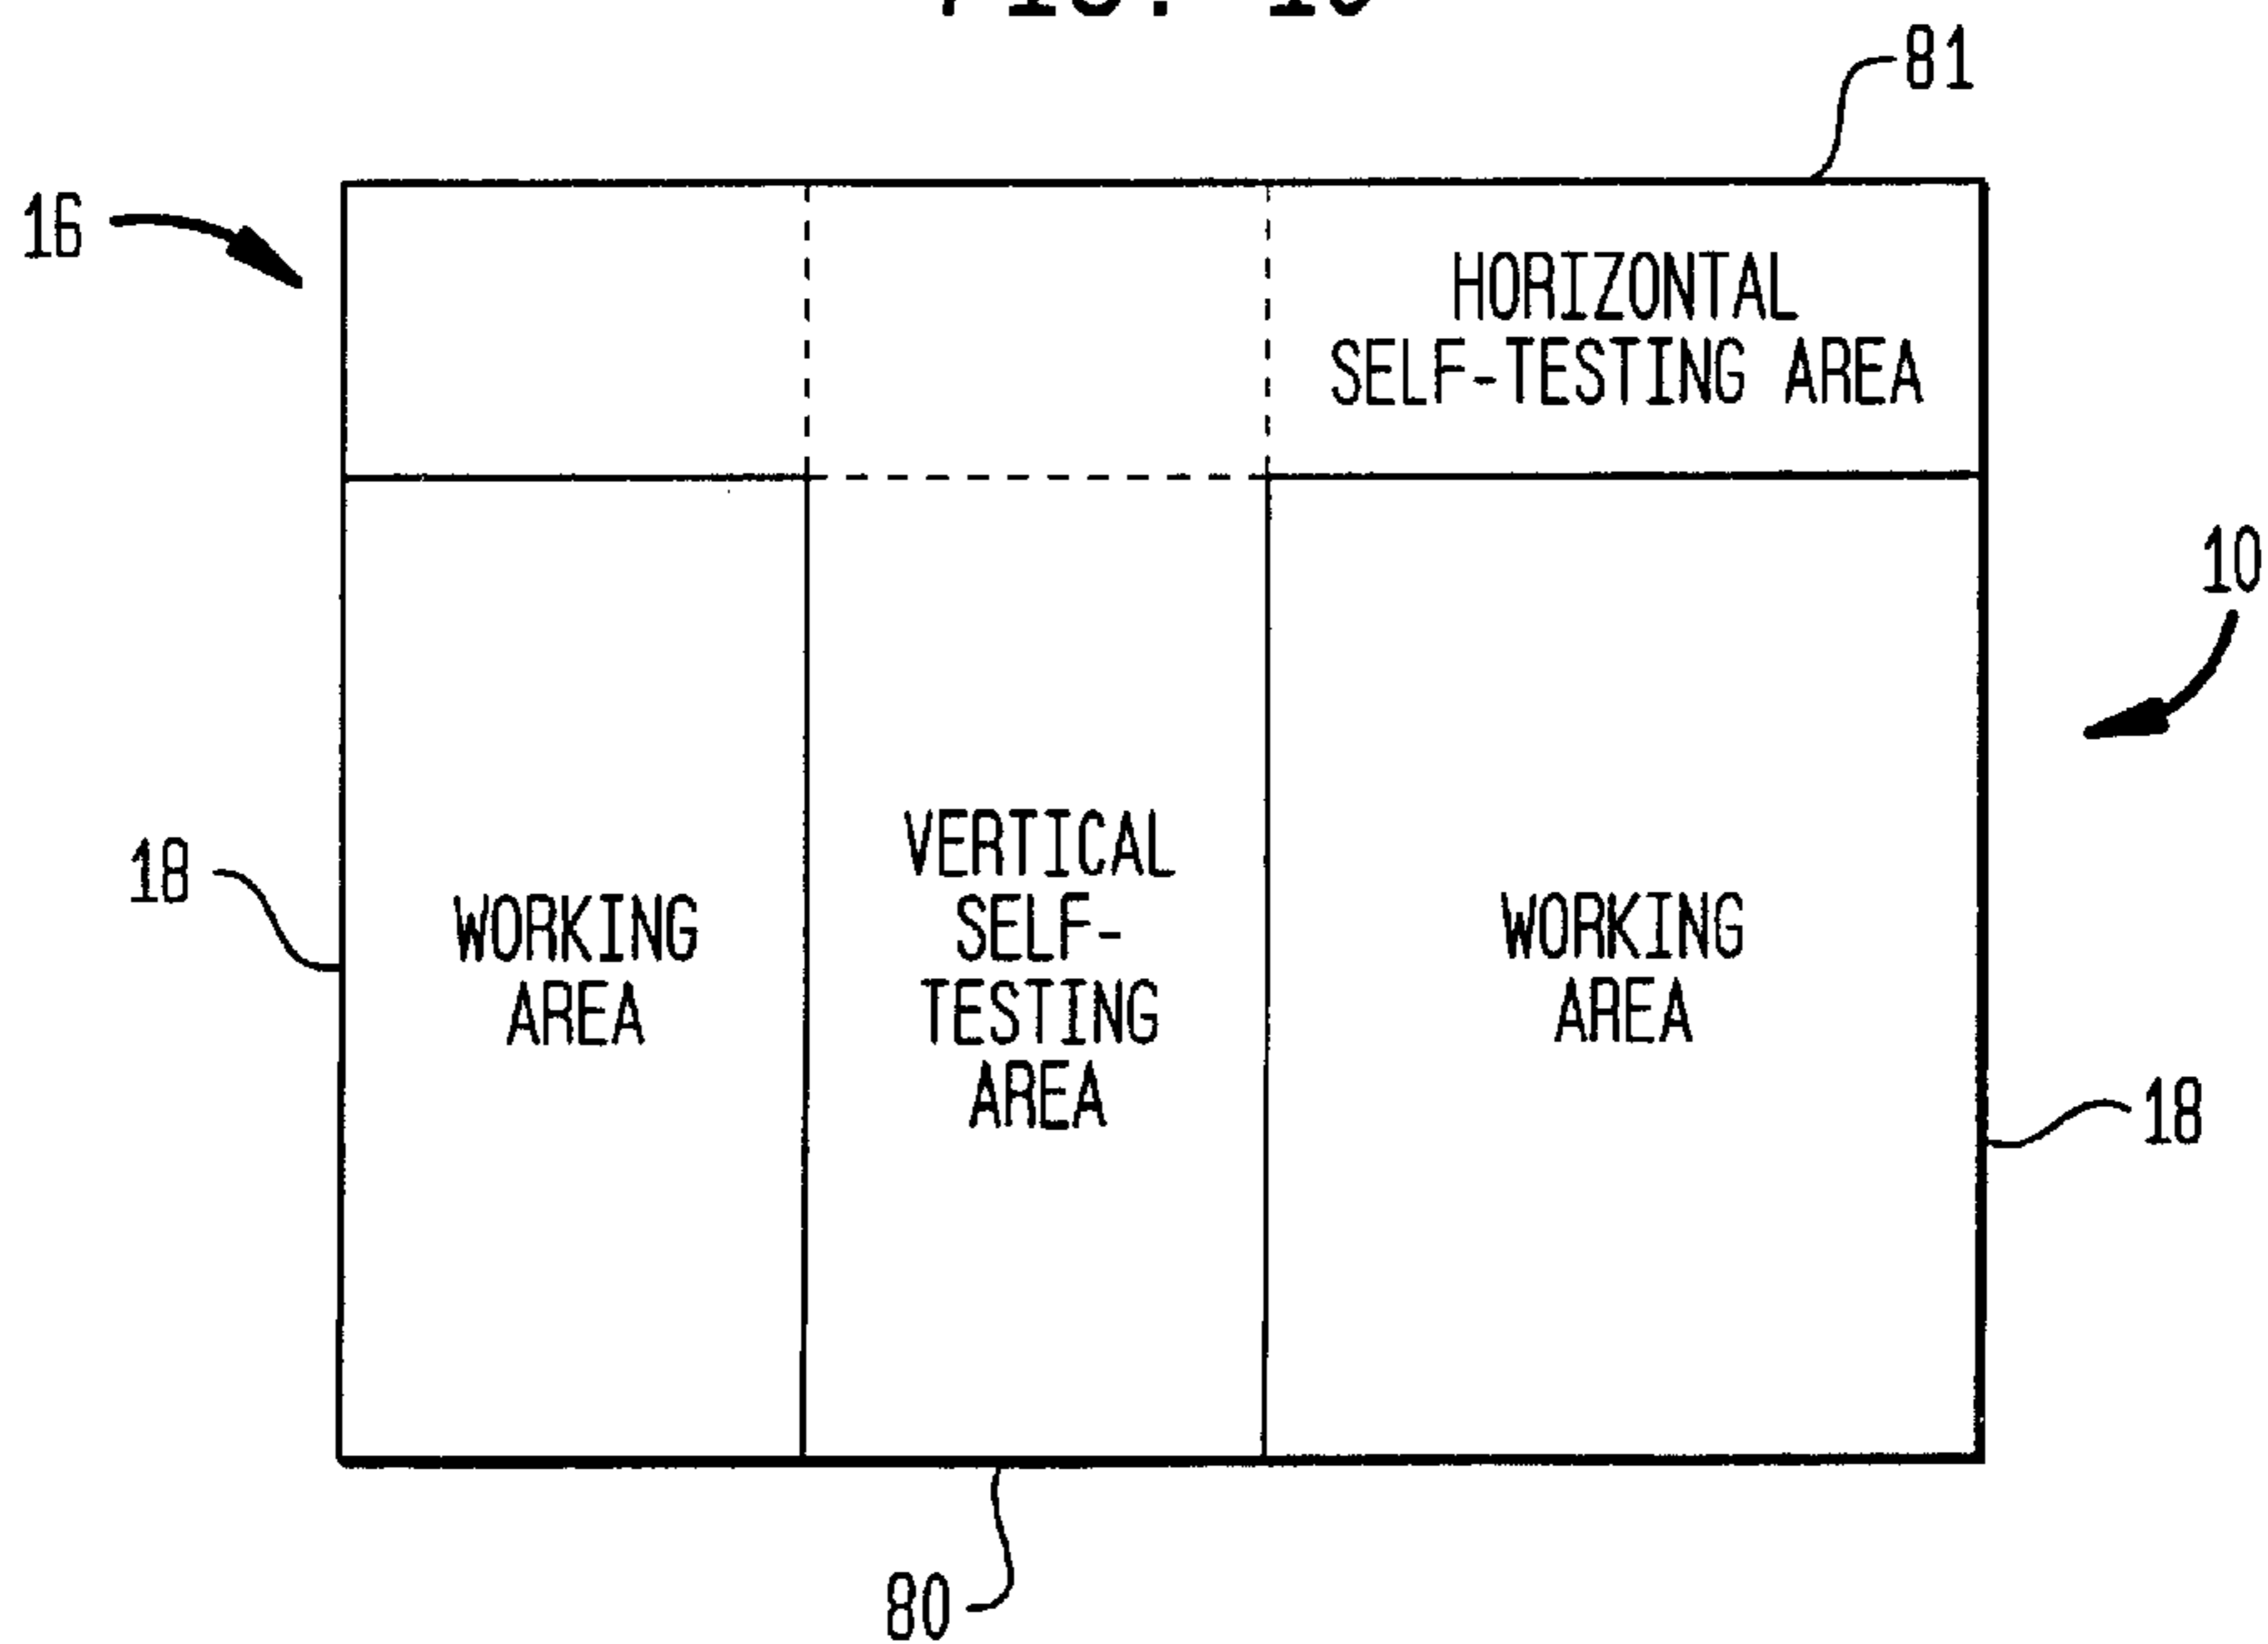 81
16
HORIZONTAL
SELF-TESTING AREA
10
18
WORKING
AREA
VERTICAL
SELF-
TESTING
AREA
WORKING
AREA
18
80